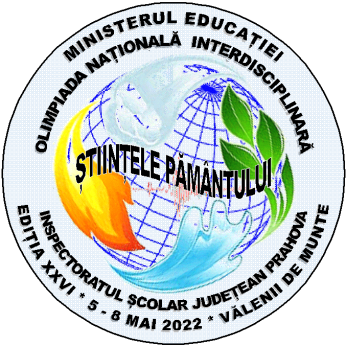 MINISTERUL EDUCAȚIEI
OLIMPIADA NAȚIONALĂ INTERDISCIPLINARĂ
ȘTIINTELE PĂMÂNTULUI
INSPECTORATUL ȘCOLAR JUDEȚEAN PRAHOVA
EDIȚIA XXVI * 5 - 8 MAI 2022 * VĂLENII DE MUNTE